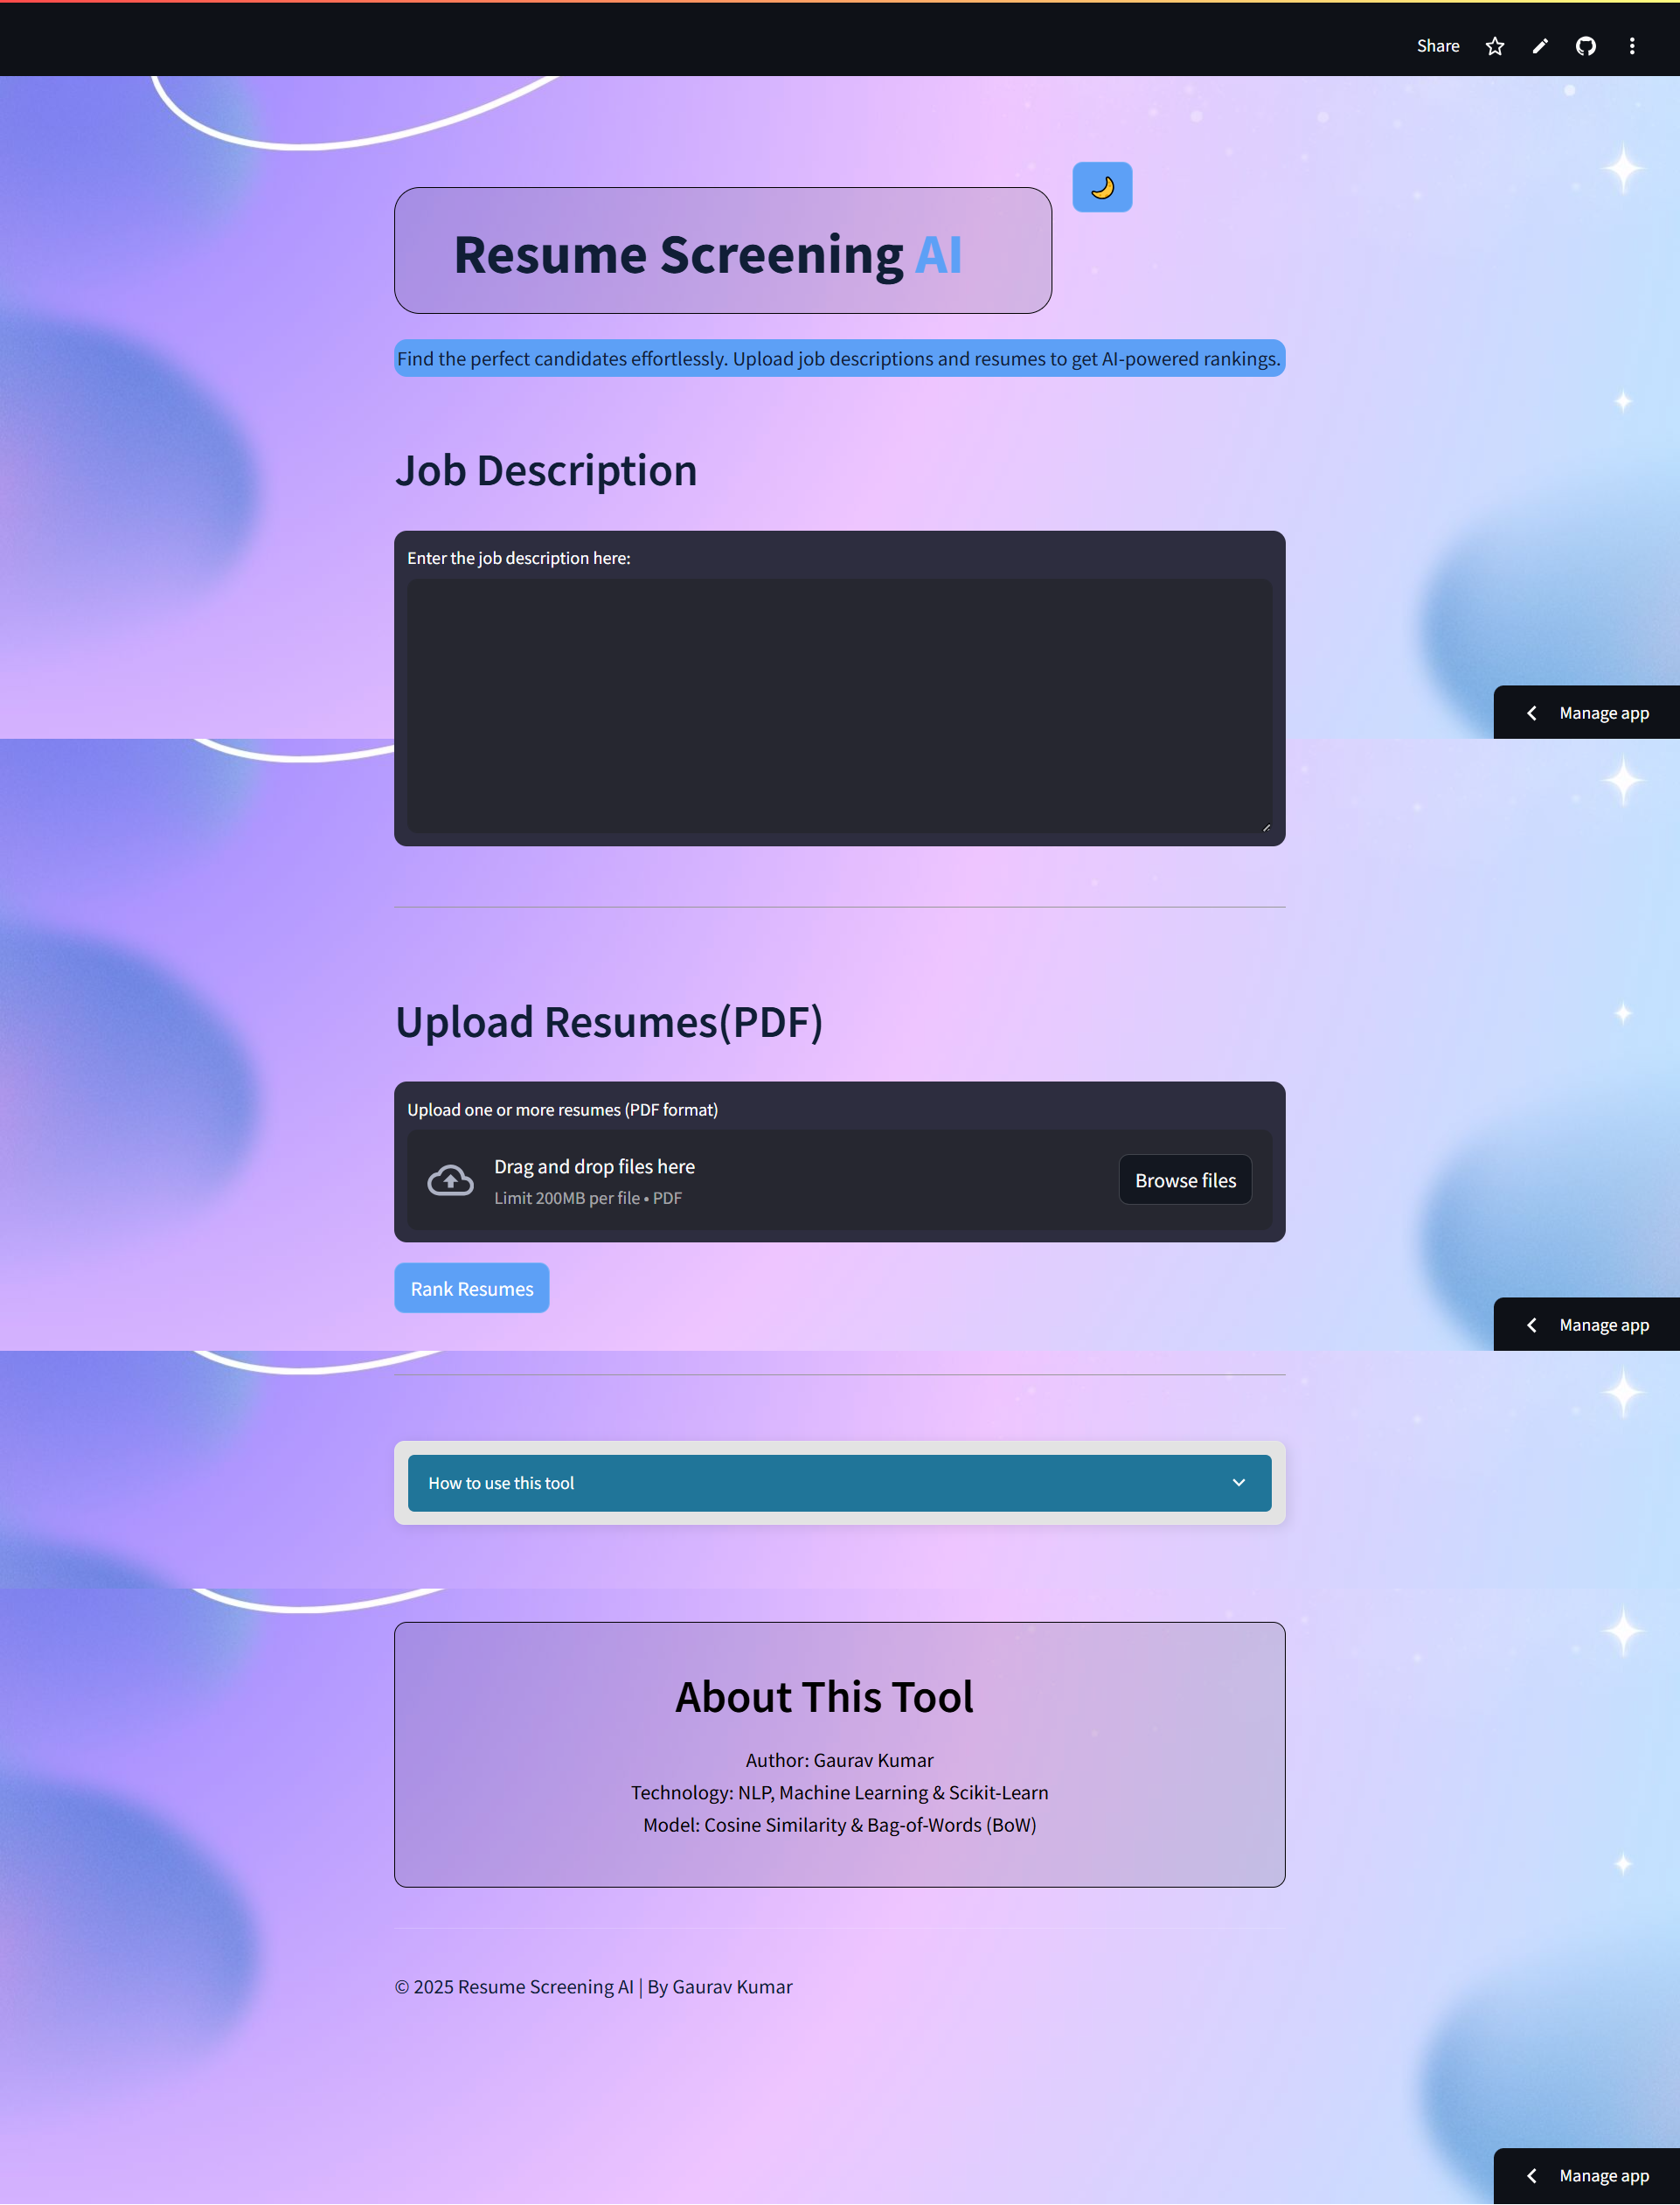 Share
Resume Screening AI
Find the perfect candidates effortlessly. Upload job descriptions and resumes to get AI-powered rankings.
Job Description
Enter the job description here:
Manage app
Upload Resumes(PDF)
Upload one or more resumes (PDF format)
Drag and drop files here
Limit 200MB per file • PDF
Browse files
Rank Resumes
Manage app
How to use this tool
About This Tool
Author: Gaurav Kumar
Technology: NLP, Machine Learning & Scikit-Learn
Model: Cosine Similarity & Bag-of-Words (BoW)
© 2025 Resume Screening AI | By Gaurav Kumar
Manage app